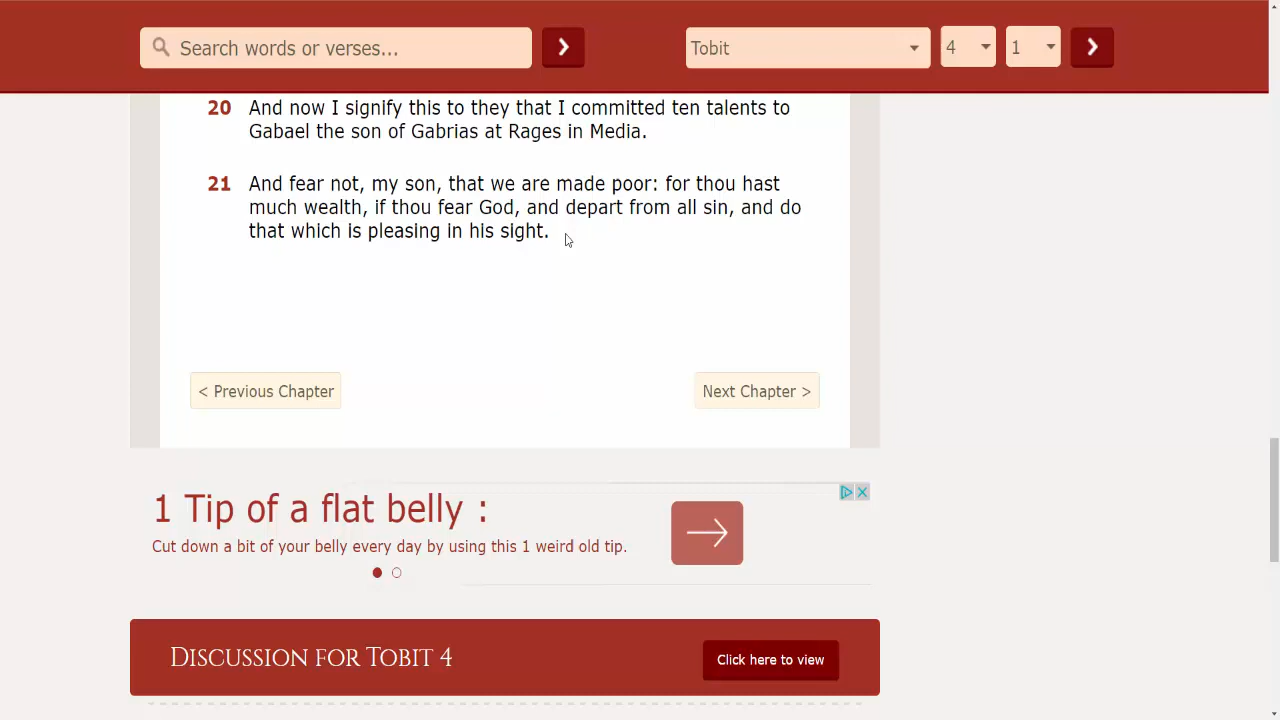 Search words or verses...
Tobit
4
1
20 And now I signify this to they that I committed ten talents to
Gabael the son of Gabrias at Rages in Media.
21 And fear not, my son, that we are made poor: for thou hast
much wealth, if thou fear God, and depart from all sin, and do
that which is pleasing in his sight.
< Previous Chapter
Next Chapter >
1 Tip of a flat belly :
Cut down a bit of your belly every day by using this 1 weird old tip.
Discussion for Tobit 4
Click here to view